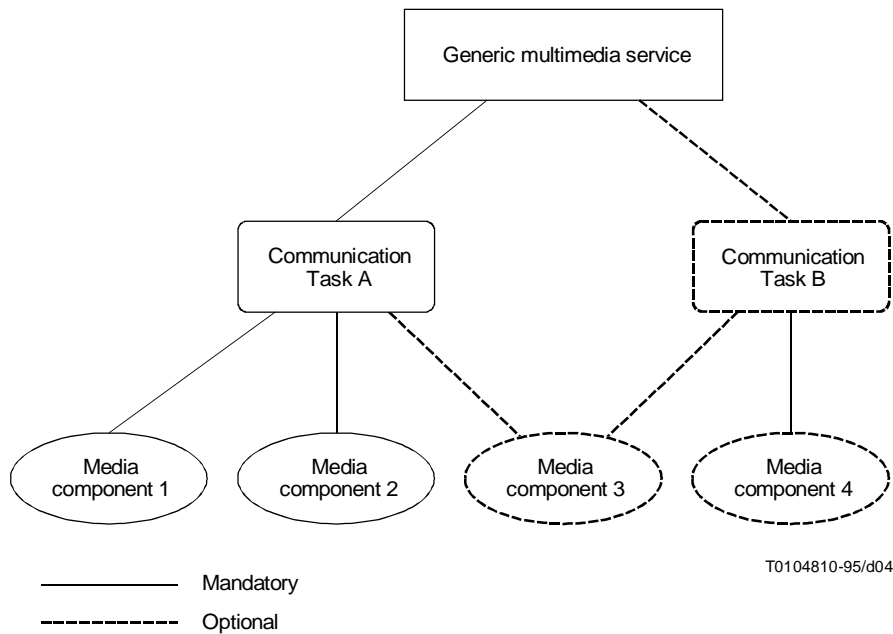 Generic multimedia service
Communication
Task A
Communication
Task B
Media
component 1
Media
component 2
Media
component 3
Media
component 4
T0104810-95/d04
Mandatory
Optional